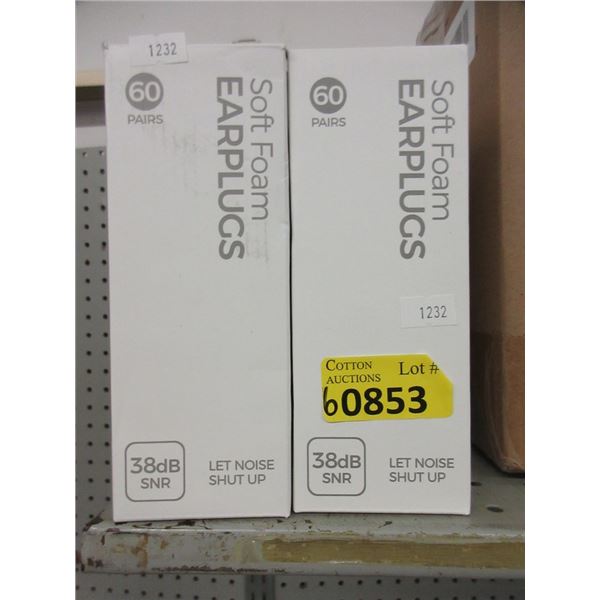 1232
60
PAIRS
Soft Foam
EARPLUGS
38dB
SNR
LET NOISE
SHUT UP
60
PAIRS
Soft Foam
EARPLUGS
1232
COTTON
AUCTIONS
Lot #
60853
38dB
SNR
LET NOISE
SHUT UP